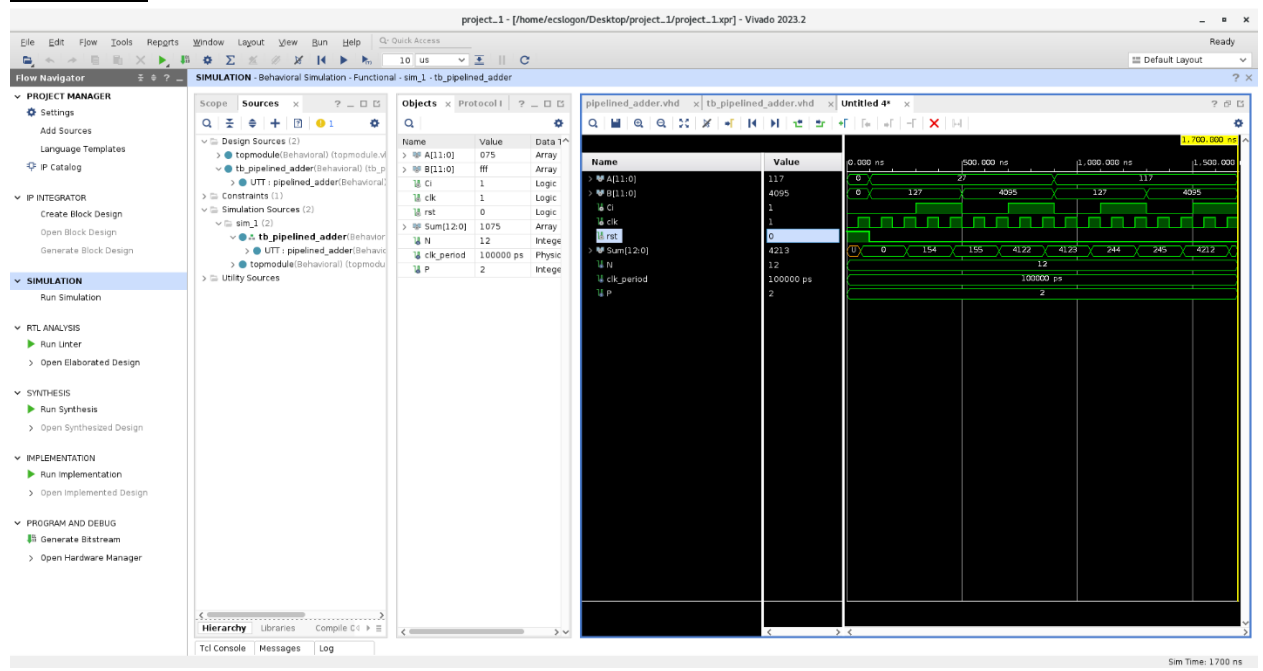 project_1 - [/home/ecslogon/Desktop/project_1/project_1.xpr] - Vivado 2023.2
File Edit Flow Tools Reports Window Layout View Run Help Quick Access Ready
10 us Default Layout
Flow Navigator
SIMULATION - Behavioral Simulation - Functional - sim_1 - tb_pipelined_adder
PROJECT MANAGER
Settings
Add Sources
Language Templates
IP Catalog
IP INTEGRATOR
Create Block Design
Open Block Design
Generate Block Design
SIMULATION
Run Simulation
RTL ANALYSIS
Run Linter
Open Elaborated Design
SYNTHESIS
Run Synthesis
Open Synthesized Design
IMPLEMENTATION
Run Implementation
Open Implemented Design
PROGRAM AND DEBUG
Generate Bitstream
Open Hardware Manager
Scope Sources
1
Design Sources (2)
topmodule(Behavioral) (topmodule.vl
tb_pipelined_adder(Behavioral) (tb_p
UTT : pipelined_adder(Behavioral)
Constraints (1)
Simulation Sources (2)
sim_1 (2)
tb_pipelined_adder(Behavior
UTT : pipelined_adder(Behavic
topmodule(Behavioral) (topmodu
Utility Sources
Hierarchy Libraries Compile
Objects Protocol I
Name Value Data T
A[11:0] 075 Array
B[11:0] fff Array
Ci 1 Logic
clk 1 Logic
rst 0 Logic
Sum[12:0] 1075 Array
N 12 Intege
clk_period 100000 ps Physic
P 2 Intege
pipelined_adder.vhd tb_pipelined_adder.vhd Untitled 4*
1,700.000 ns
Name Value 0.000 ns 500.000 ns 1,000.000 ns 1,500.000
A[11:0] 117 0 27 117
B[11:0] 4095 0 127 4095 127 4095
Ci 1
clk 1
rst 0
Sum[12:0] 4213 U 0 154 155 4122 4123 244 245 4212
N 12 12
clk_period 100000 ps 100000 ps
P 2 2
Tcl Console Messages Log
Sim Time: 1700 ns